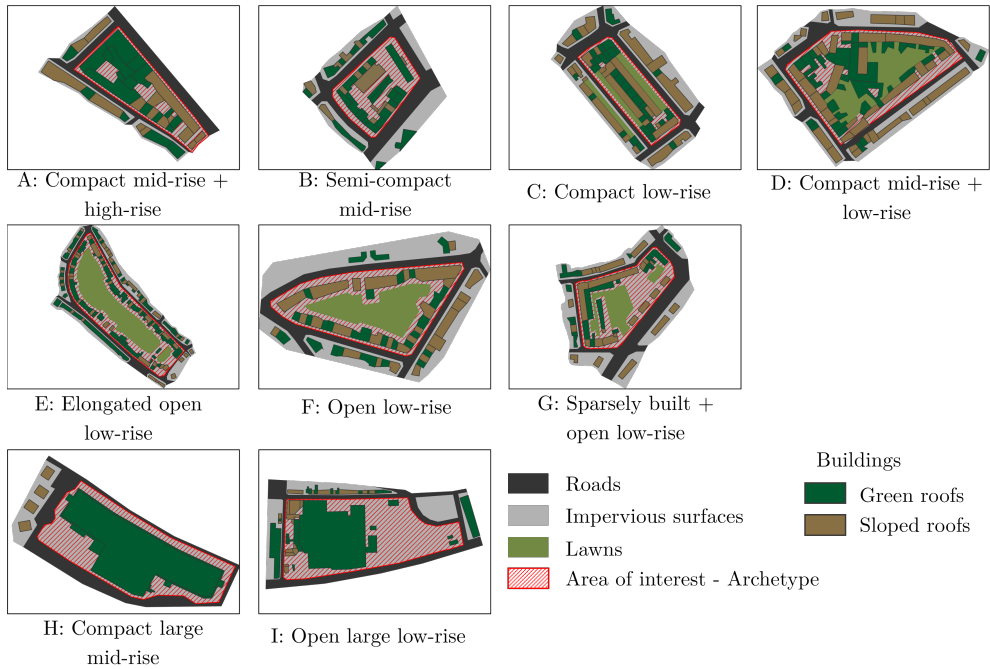 A: Compact mid-rise +
high-rise
B: Semi-compact
mid-rise
C: Compact low-rise
D: Compact mid-rise +
low-rise
E: Elongated open
low-rise
F: Open low-rise
G: Sparsely built +
open low-rise
H: Compact large
mid-rise
I: Open large low-rise
Roads
Impervious surfaces
Lawns
Area of interest - Archetype
Buildings
Green roofs
Sloped roofs